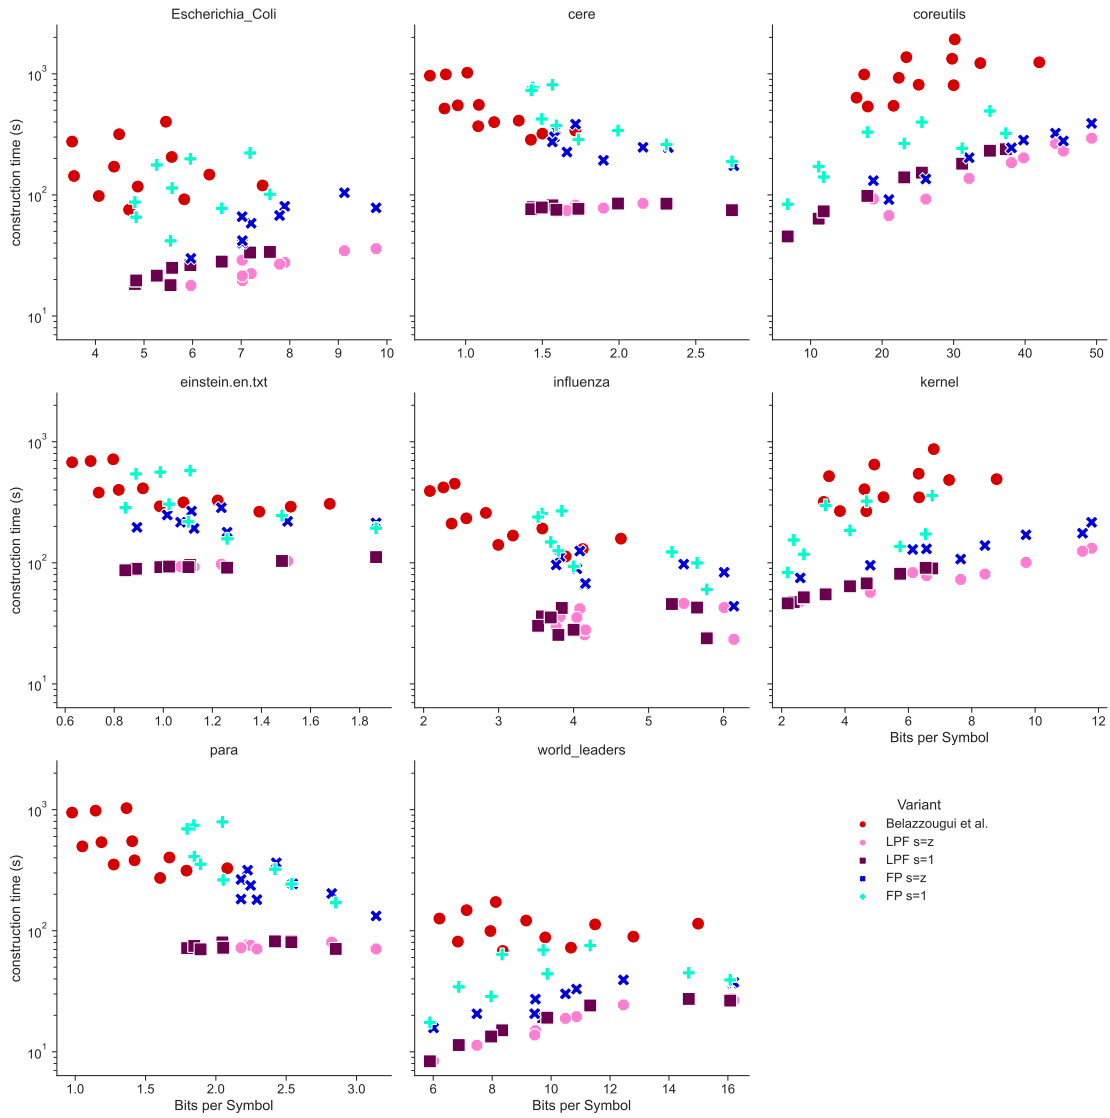 Escherichia_Coli
cere
coreutils
construction time (s)
10³
10²
10¹
4 5 6 7 8 9 10
1.0 1.5 2.0 2.5
10 20 30 40 50
einstein.en.txt
influenza
kernel
construction time (s)
10³
10²
10¹
0.6 0.8 1.0 1.2 1.4 1.6 1.8
2 3 4 5 6
2 4 6 8 10 12
Bits per Symbol
para
world_leaders
construction time (s)
10³
10²
10¹
1.0 1.5 2.0 2.5 3.0
6 8 10 12 14 16
Bits per Symbol
Bits per Symbol
Variant
Belazzougui et al.
LPF s=z
LPF s=1
FP s=z
FP s=1